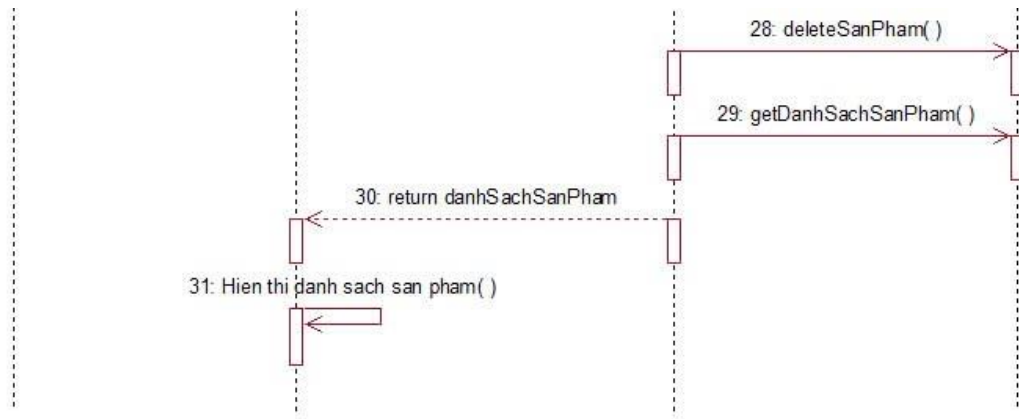 28: deleteSanPham( )
29: getDanhSachSanPham( )
30: return danhSachSanPham
31: Hien thi danh sach san pham( )